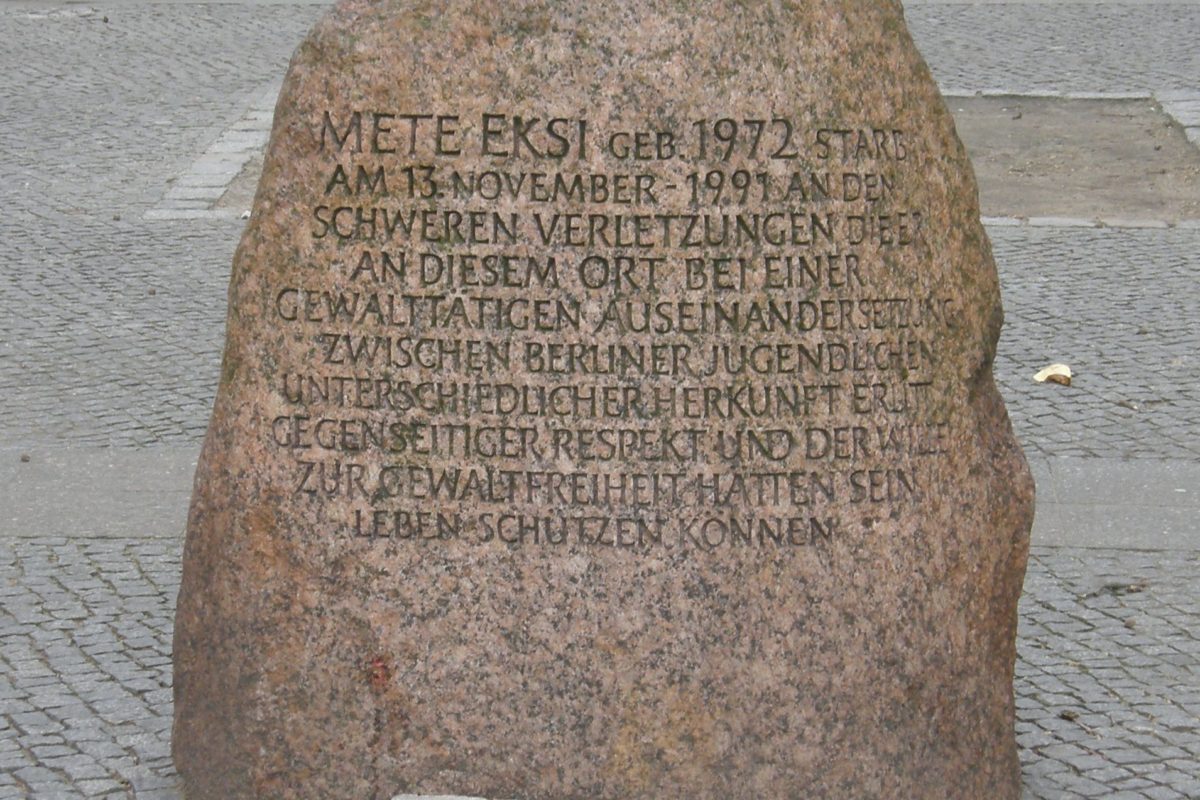 METE EKSI GEB. 1972 STARB
AM 13. NOVEMBER - 1991 AN DEN
SCHWEREN VERLETZUNGEN DIE ER
AN DIESEM ORT BEI EINER
GEWALTTÄTIGEN AUSEINANDERSETZUNG
ZWISCHEN BERLINER JUGENDLICHEN
UNTERSCHIEDLICHER HERKUNFT ERLITT
GEGENSEITIGER RESPEKT UND DER WILLE
ZUR GEWALTFREIHEIT HÄTTEN SEIN
LEBEN SCHÜTZEN KÖNNEN